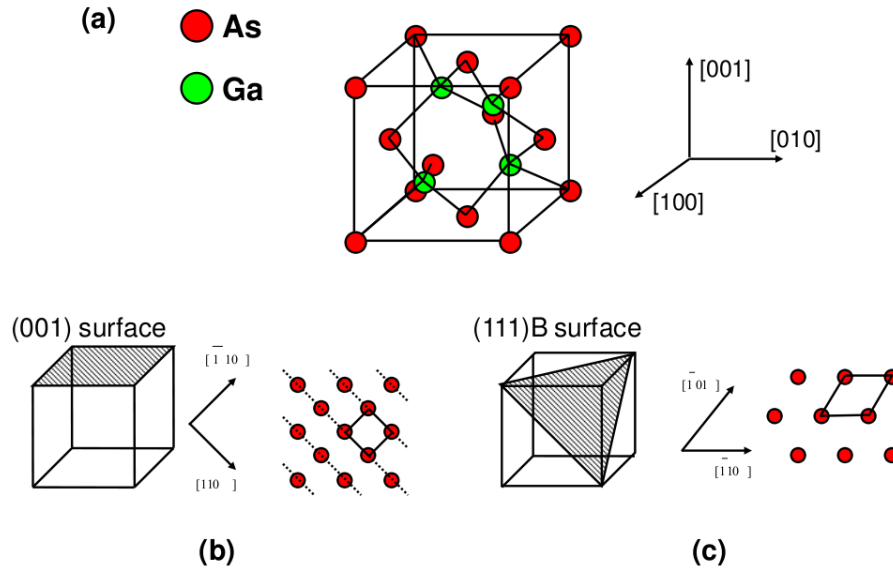 (a)
As
Ga
[001]
[010]
[100]
(001) surface
[1̅ 10 ]
[110 ]
(b)
(111)B surface
[1̅ 01 ]
[1̅ 10 ]
(c)